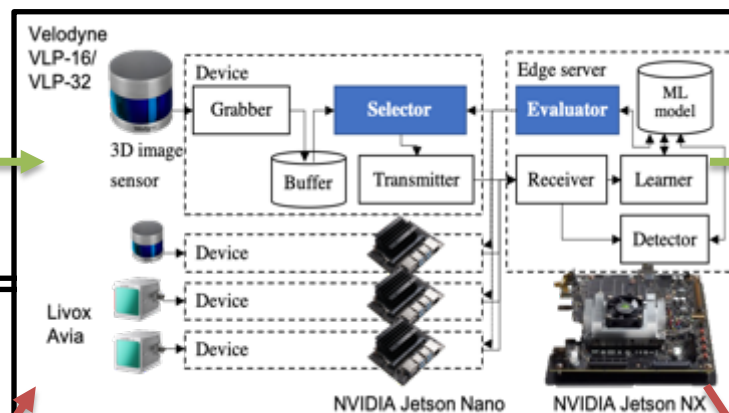 Velodyne
VLP-16/
VLP-32
3D image
sensor
Device
Grabber
Selector
Buffer
Transmitter
Edge server
Evaluator
ML
model
Receiver
Learner
Detector
Device
Device
Device
Livox
Avia
NVIDIA Jetson Nano
NVIDIA Jetson NX